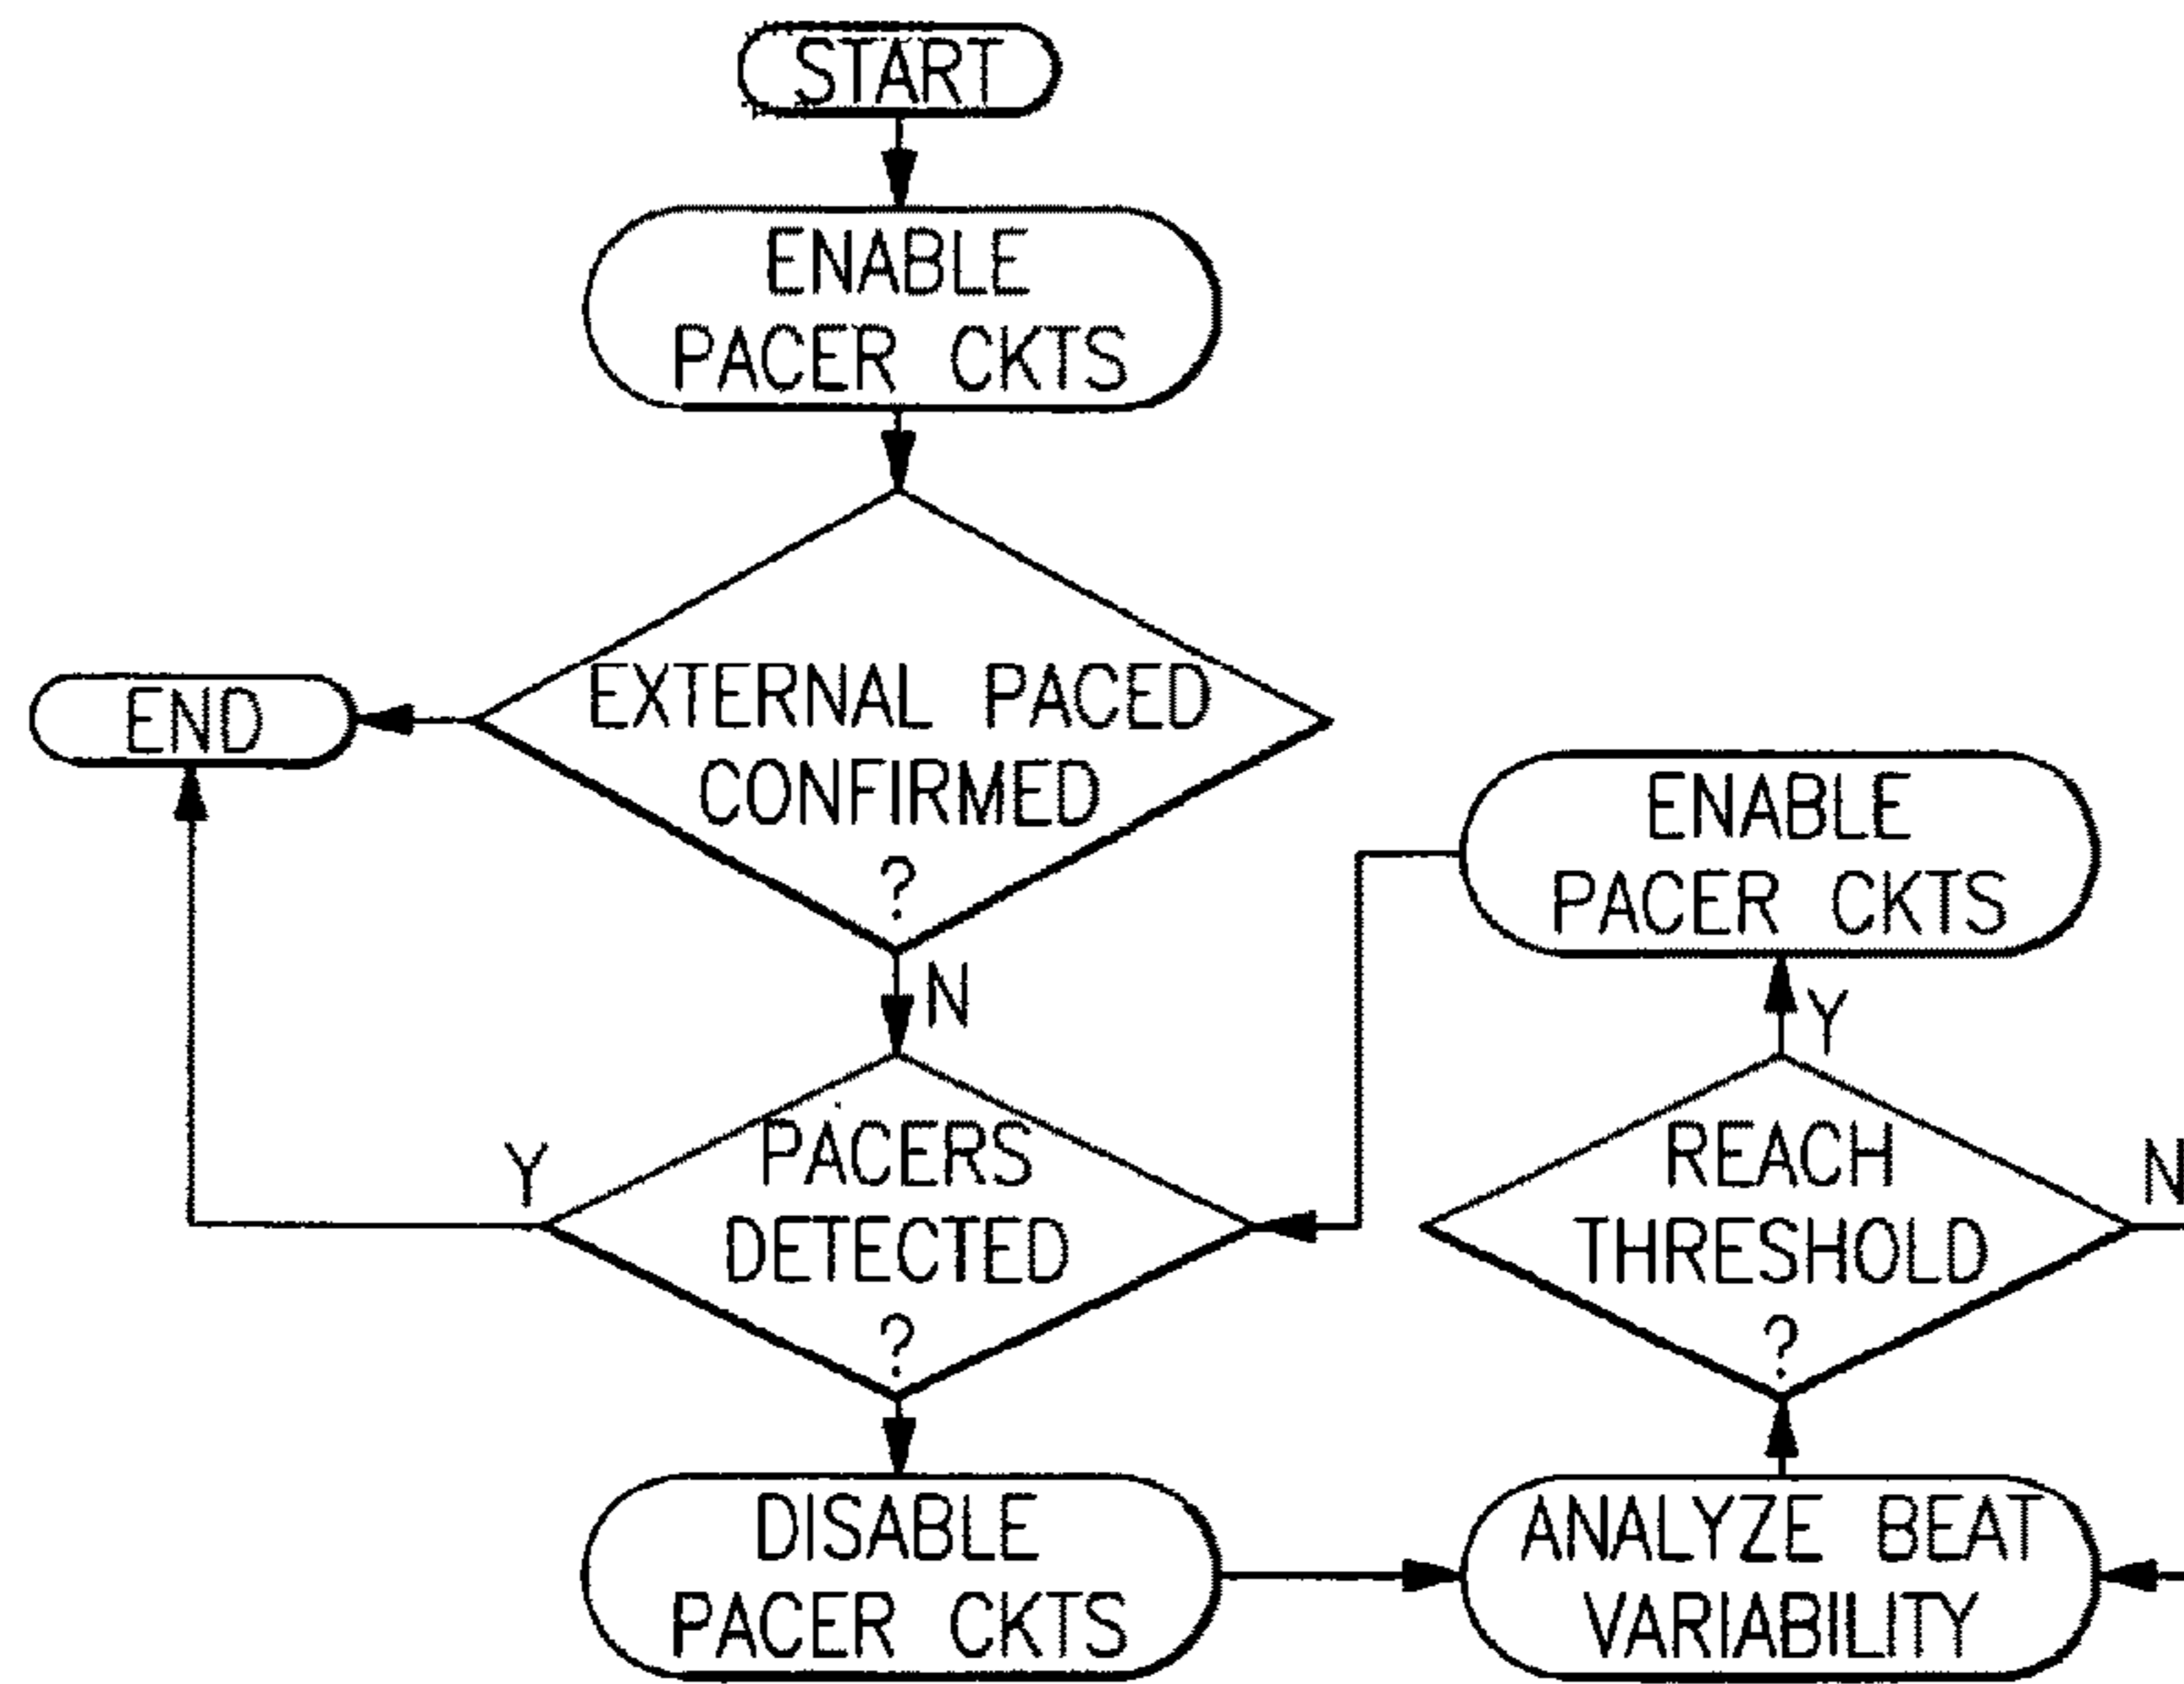 START
ENABLE
PACER CKTS
EXTERNAL PACED
CONFIRMED
?
END
N
ENABLE
PACER CKTS
Y
PACERS
DETECTED
?
Y
REACH
THRESHOLD
?
N
DISABLE
PACER CKTS
ANALYZE BEAT
VARIABILITY